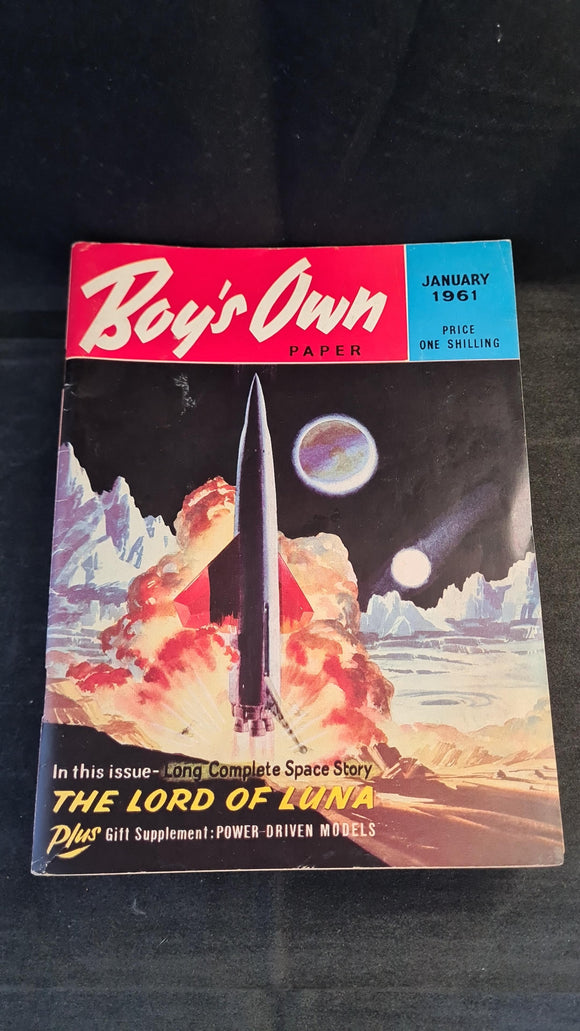 Boy's Own
PAPER
JANUARY
1961
PRICE
ONE SHILLING
In this issue- Long Complete Space Story
THE LORD OF LUNA
Plus Gift Supplement: POWER-DRIVEN MODELS